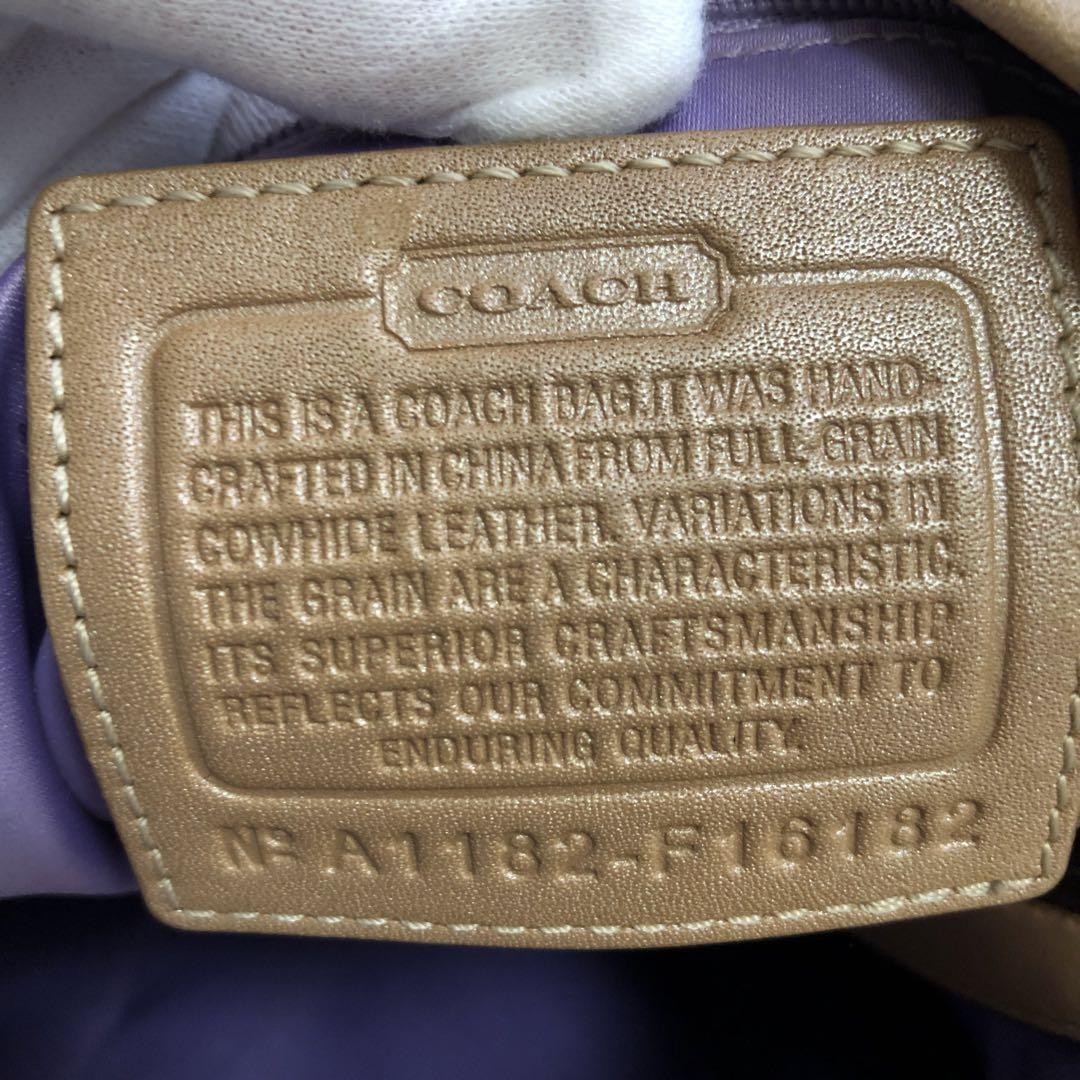 COACH
THIS IS A COACH BAG.IT WAS HAND-
CRAFTED IN CHINA FROM FULL-GRAIN
COWHIDE LEATHER. VARIATIONS IN
THE GRAIN ARE A CHARACTERISTIC.
ITS SUPERIOR CRAFTSMANSHIP
REFLECTS OUR COMMITMENT TO
ENDURING QUALITY.
Nº A1182-F16182